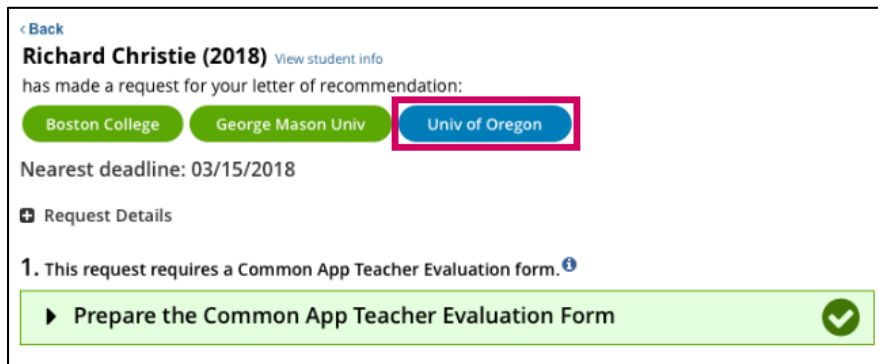 < Back
Richard Christie (2018) View student info
has made a request for your letter of recommendation:
Boston College George Mason Univ Univ of Oregon
Nearest deadline: 03/15/2018
Request Details
1. This request requires a Common App Teacher Evaluation form.
Prepare the Common App Teacher Evaluation Form